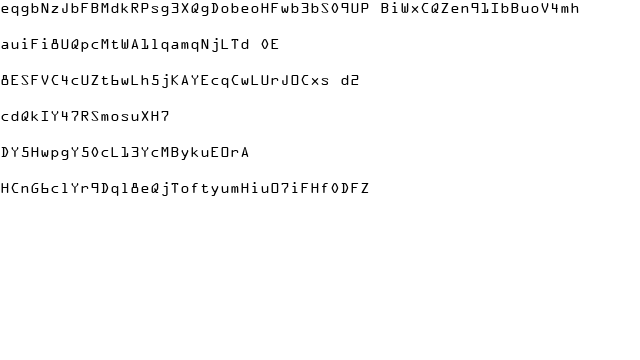 eqgbNzJbFBMdkRPsg3XQgDobeoHFwb3bS09UP BiWxCQZen91IbBuoV4mh
auiFi8UQpcMtWA1lqamqNjLTd 0E
8ESFVC4cUZt6wLh5jKAYEcqCwLUrJOCxs d2
cdQkIY47RSmosuXH7
DY5HwpgY50cL13YcMBykuEOrA
HCnG6clYr9Dql8eQjToftyumHiuO7iFHf0DFZ